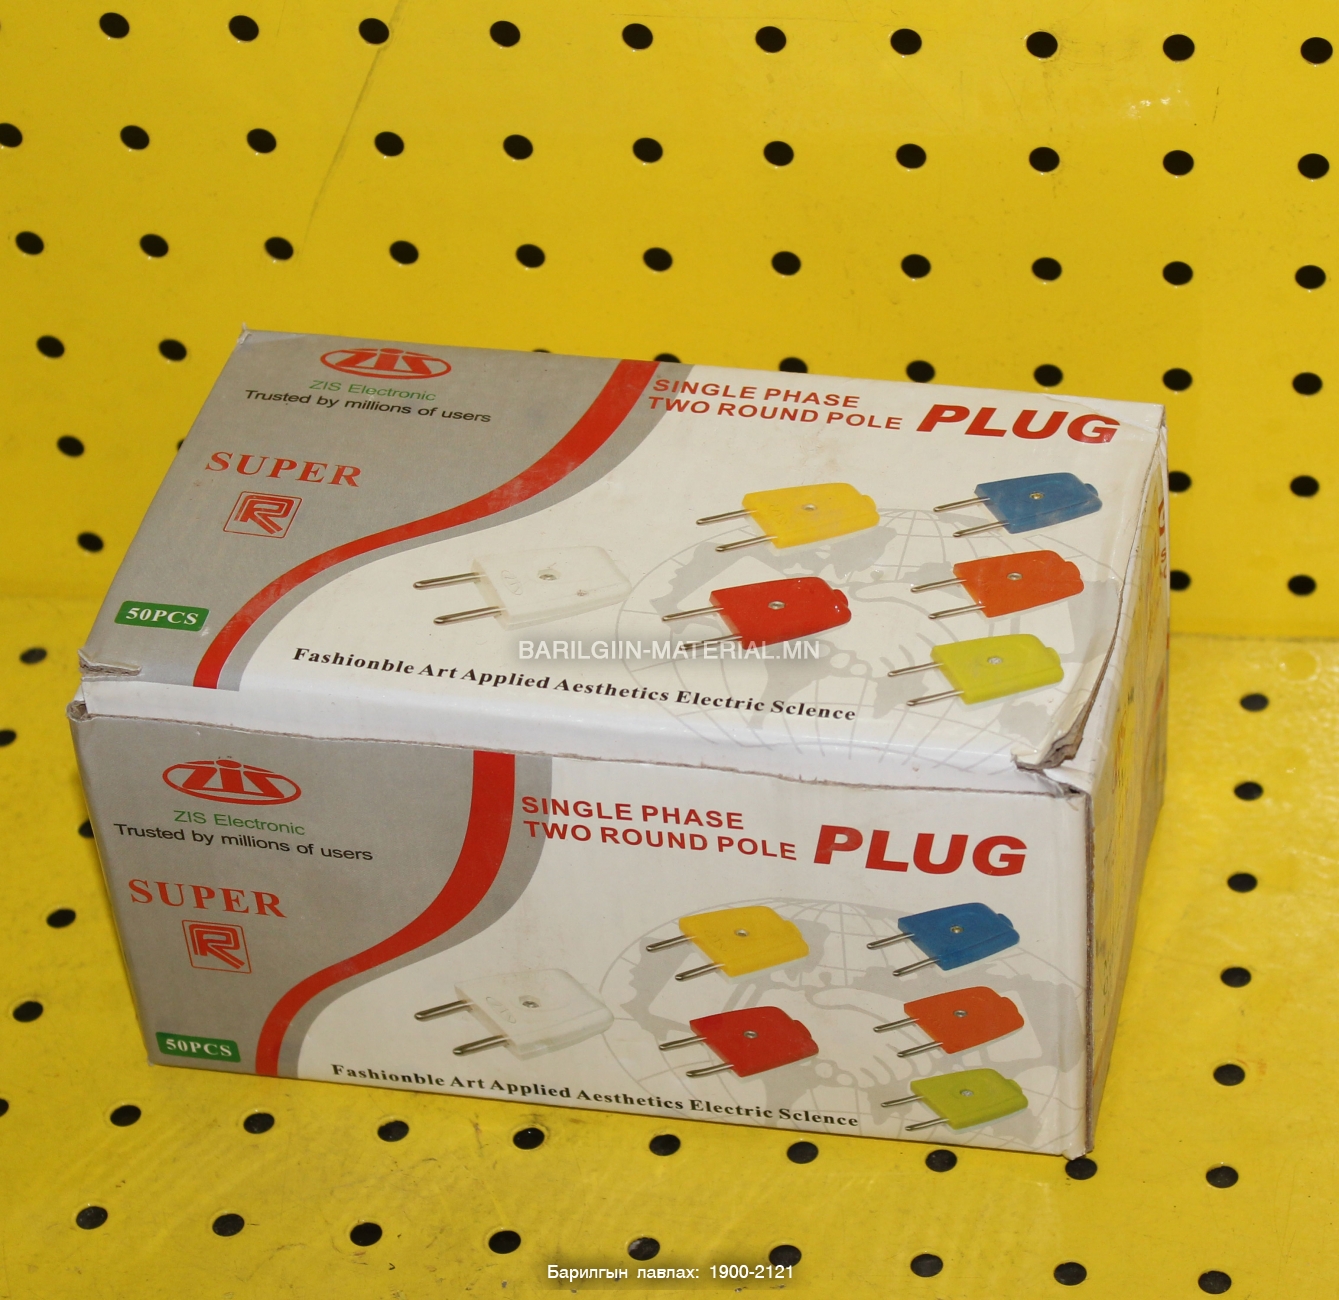 ZIS
ZIS Electronic
Trusted by millions of users
SUPER
R
50PCS
SINGLE PHASE
TWO ROUND POLE PLUG
BARILGIIN-MATERIAL.MN
Fashionble Art Applied Aesthetics Electric Sclence
ZIS
ZIS Electronic
Trusted by millions of users
SUPER
R
50PCS
SINGLE PHASE
TWO ROUND POLE PLUG
Fashionble Art Applied Aesthetics Electric Sclence
Барилгын лавлах: 1900-2121